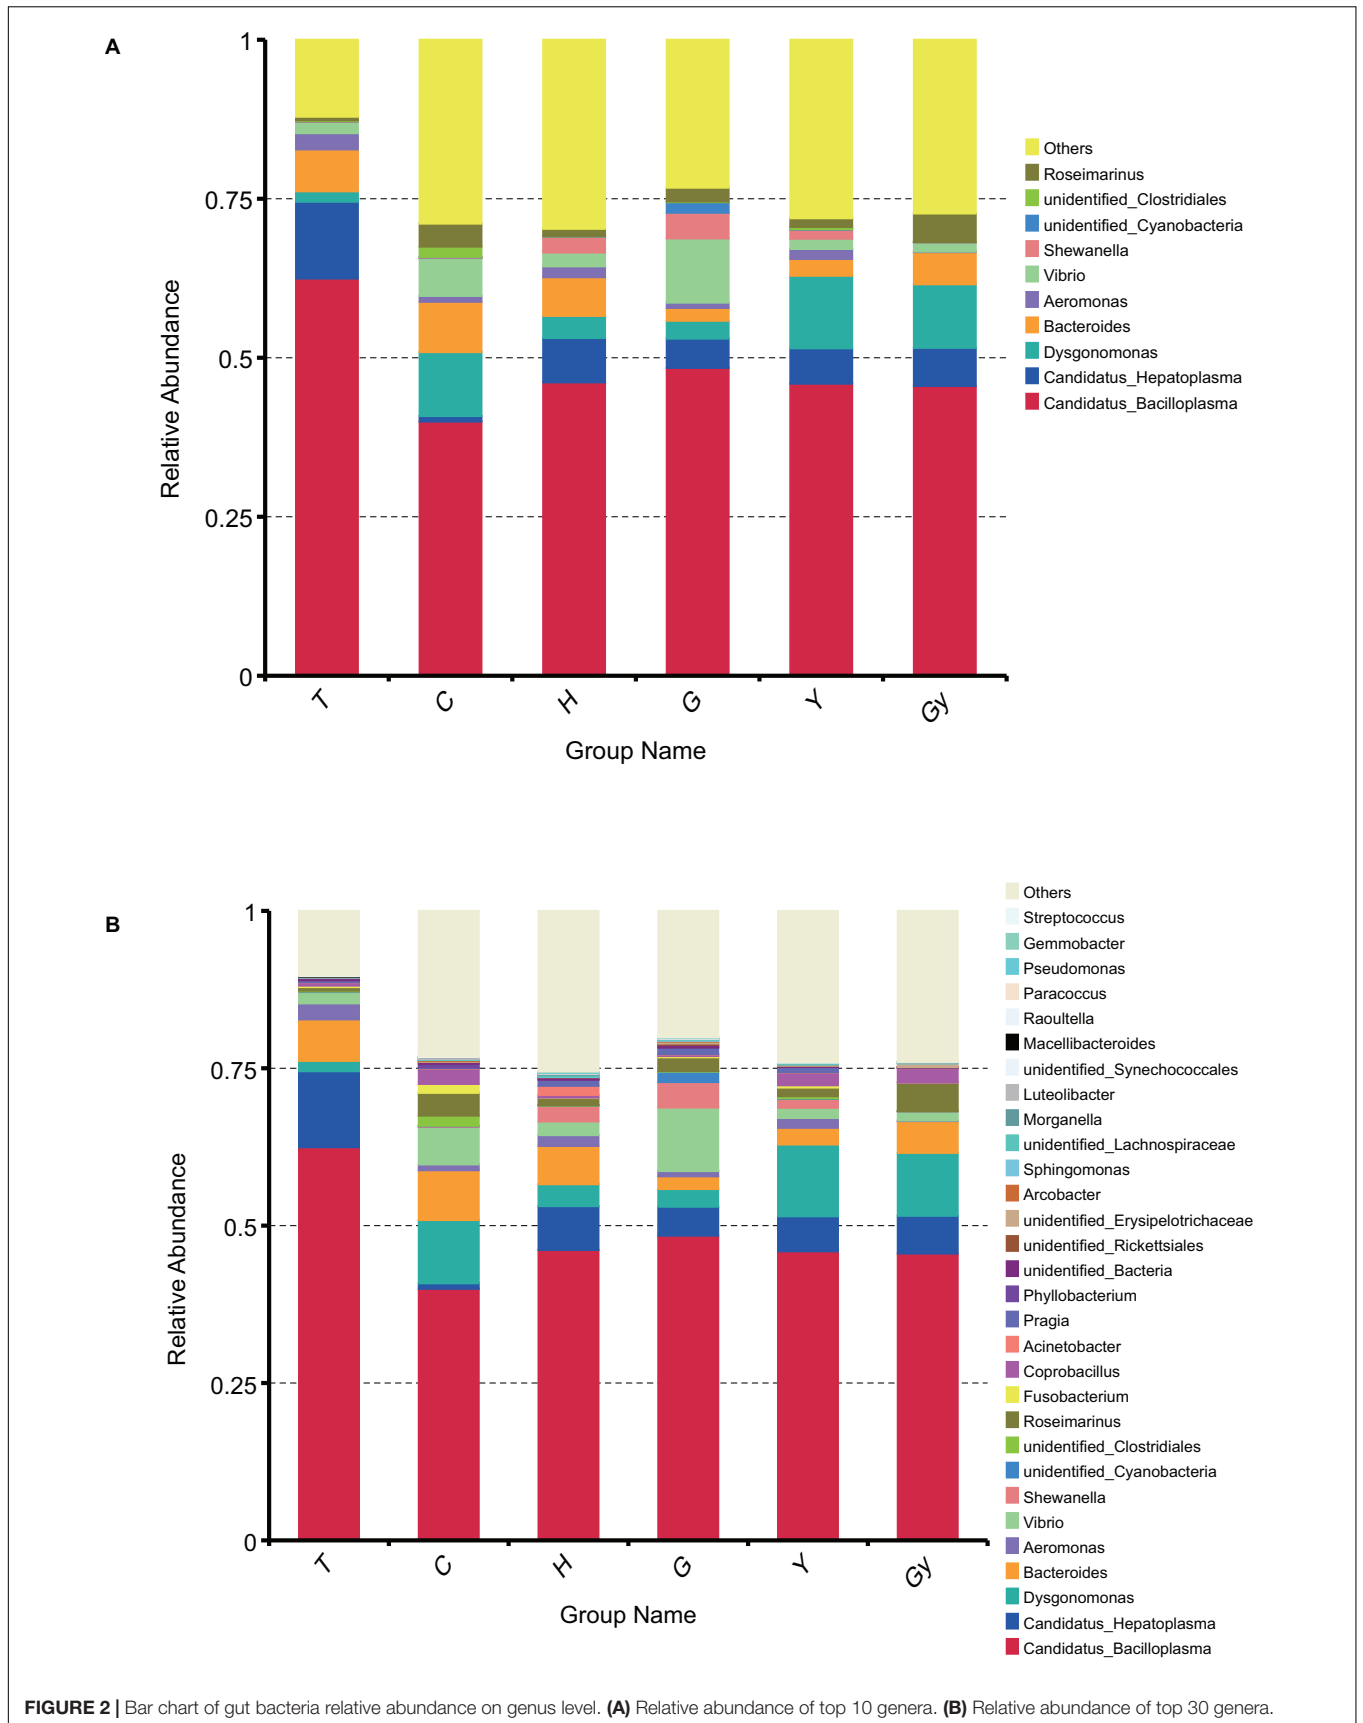 A
1
0.75
0.5
0.25
0
Relative Abundance
T
C
H
G
Y
Gy
Group Name
Others
Roseimarinus
unidentified_Clostridiales
unidentified_Cyanobacteria
Shewanella
Vibrio
Aeromonas
Bacteroides
Dysgonomonas
Candidatus_Hepatoplasma
Candidatus_Bacilloplasma
B
1
0.75
0.5
0.25
0
Relative Abundance
T
C
H
G
Y
Gy
Group Name
Others
Streptococcus
Gemmobacter
Pseudomonas
Paracoccus
Raoultella
Macellibacteroides
unidentified_Synechococcales
Luteolibacter
Morganella
unidentified_Lachnospiraceae
Sphingomonas
Arcobacter
unidentified_Erysipelotrichaceae
unidentified_Rickettsiales
unidentified_Bacteria
Phyllobacterium
Pragia
Acinetobacter
Coprobacillus
Fusobacterium
Roseimarinus
unidentified_Clostridiales
unidentified_Cyanobacteria
Shewanella
Vibrio
Aeromonas
Bacteroides
Dysgonomonas
Candidatus_Hepatoplasma
Candidatus_Bacilloplasma
FIGURE 2 | Bar chart of gut bacteria relative abundance on genus level. (A) Relative abundance of top 10 genera. (B) Relative abundance of top 30 genera.